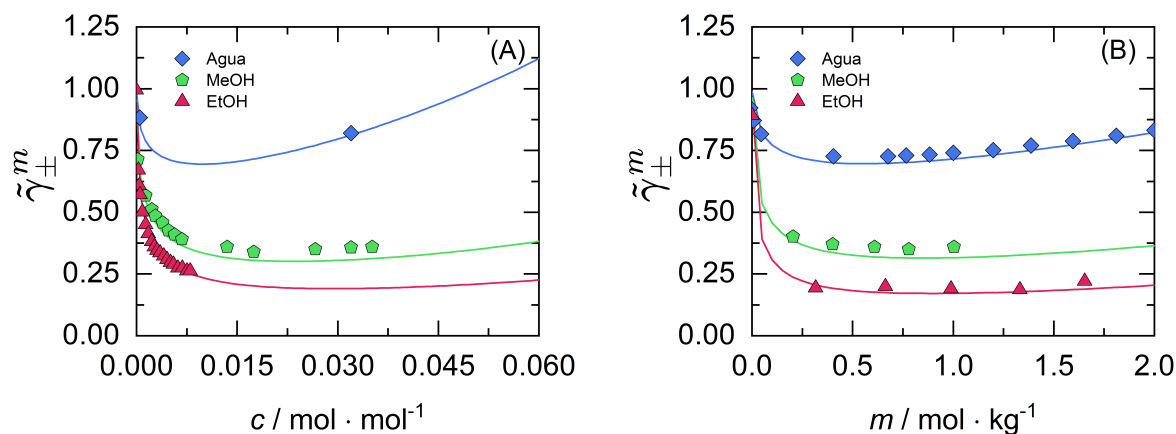 (A)
Agua
MeOH
EtOH
1.25
1.00
0.75
0.50
0.25
0.00
γ̃±ᵐ
0.000 0.015 0.030 0.045 0.060
c / mol · mol⁻¹
(B)
Agua
MeOH
EtOH
1.25
1.00
0.75
0.50
0.25
0.00
γ̃±ᵐ
0.0 0.5 1.0 1.5 2.0
m / mol · kg⁻¹